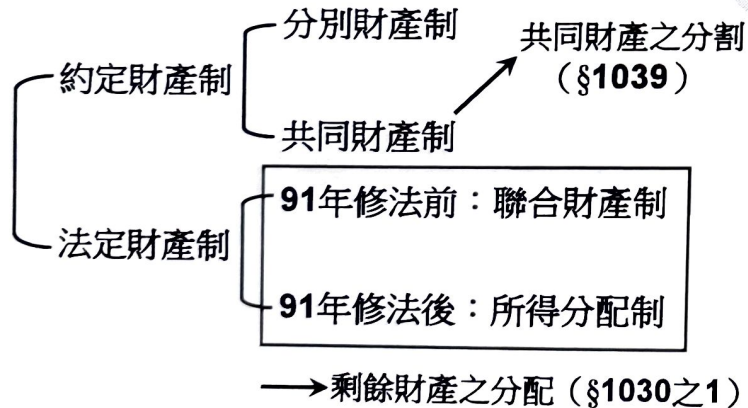 分別財產制
共同財產之分割
(§1039)
約定財產制
共同財產制
91年修法前：聯合財產制
法定財產制
91年修法後：所得分配制
剩餘財產之分配（§1030之1）